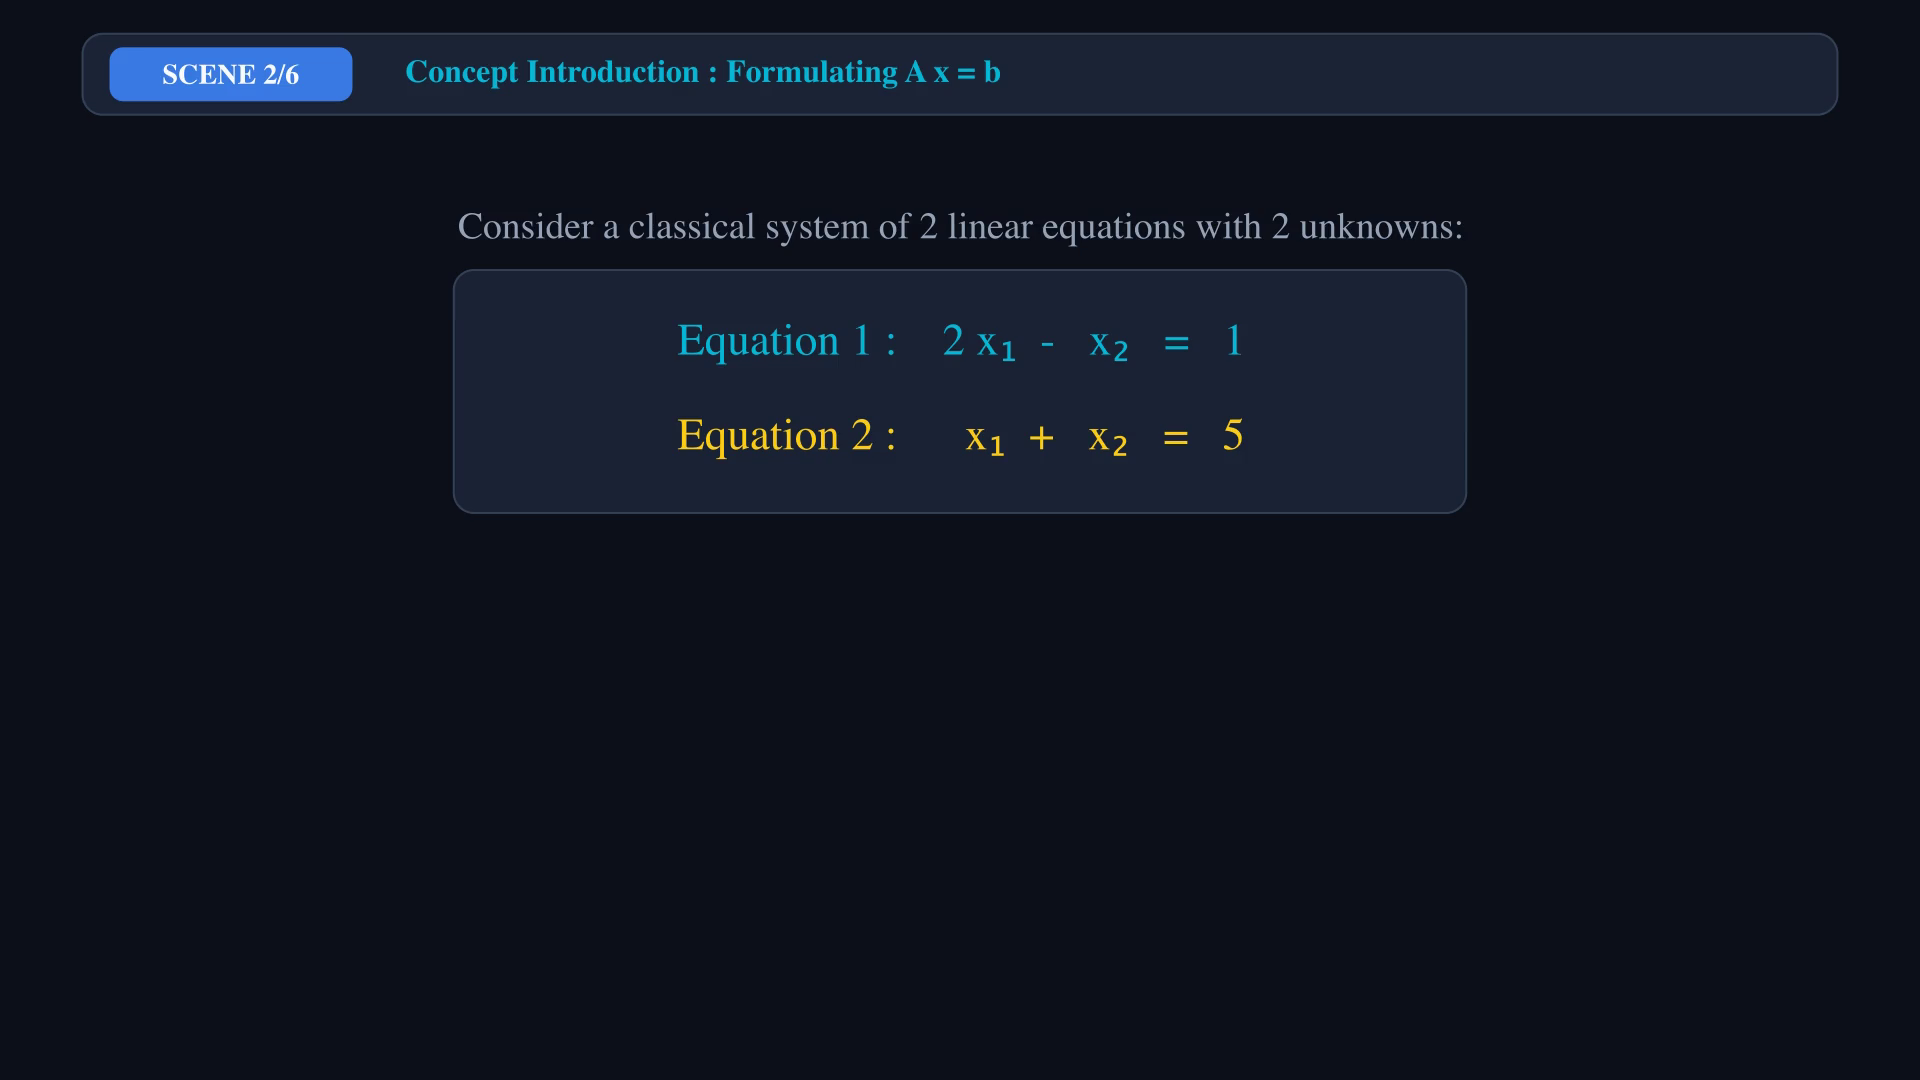 SCENE 2/6
Concept Introduction : Formulating A x = b
Consider a classical system of 2 linear equations with 2 unknowns:
Equation 1 : 2 x₁ - x₂ = 1
Equation 2 : x₁ + x₂ = 5